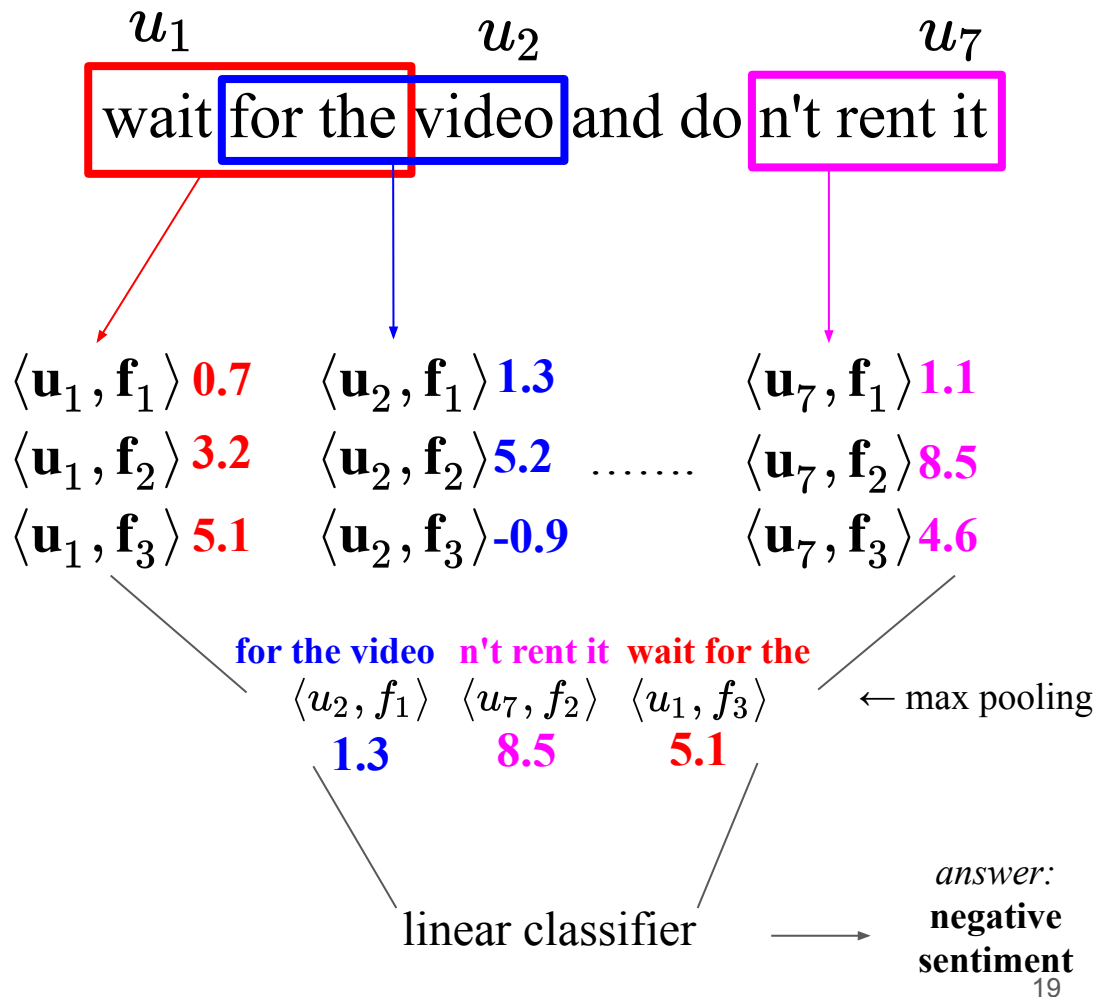 u₁ u₂ u₇
wait for the video and do n't rent it
⟨u₁, f₁⟩ 0.7 ⟨u₂, f₁⟩ 1.3 ⟨u₇, f₁⟩ 1.1
⟨u₁, f₂⟩ 3.2 ⟨u₂, f₂⟩ 5.2 ....... ⟨u₇, f₂⟩ 8.5
⟨u₁, f₃⟩ 5.1 ⟨u₂, f₃⟩ -0.9 ⟨u₇, f₃⟩ 4.6
for the video n't rent it wait for the
⟨u₂, f₁⟩ ⟨u₇, f₂⟩ ⟨u₁, f₃⟩ ← max pooling
1.3 8.5 5.1
linear classifier
answer:
negative
sentiment
19